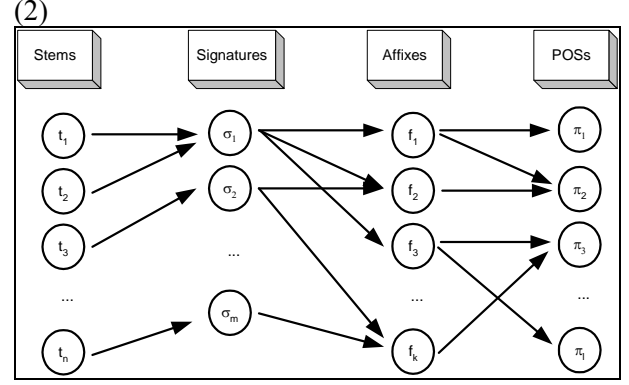 (2)
Stems Signatures Affixes POSs
t₁ σ₁ f₁ π₁
t₂ σ₂ f₂ π₂
t₃ ... f₃ π₃
... ... ...
tₙ σₘ fₖ πₗ